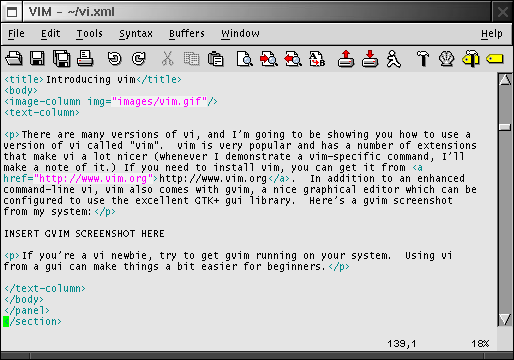 VIM - ~/vi.xml
File Edit Tools Syntax Buffers Window Help
<title>Introducing vim</title>
<body>
<image-column img="images/vim.gif"/>
<text-column>
<p>There are many versions of vi, and I'm going to be showing you how to use a
version of vi called "vim".  vim is very popular and has a number of extensions
that make vi a lot nicer (whenever I demonstrate a vim-specific command, I'll
make a note of it.) If you need to install vim, you can get it from <a
href="http://www.vim.org">http://www.vim.org</a>.  In addition to an enhanced
command-line vi, vim also comes with gvim, a nice graphical editor which can be
configured to use the excellent GTK+ gui library.  Here's a gvim screenshot
from my system:</p>
INSERT GVIM SCREENSHOT HERE
<p>If you're a vi newbie, try to get gvim running on your system.  Using vi
from a gui can make things a bit easier for beginners.</p>
</text-column>
</body>
</panel>
</section>
139,1 18%